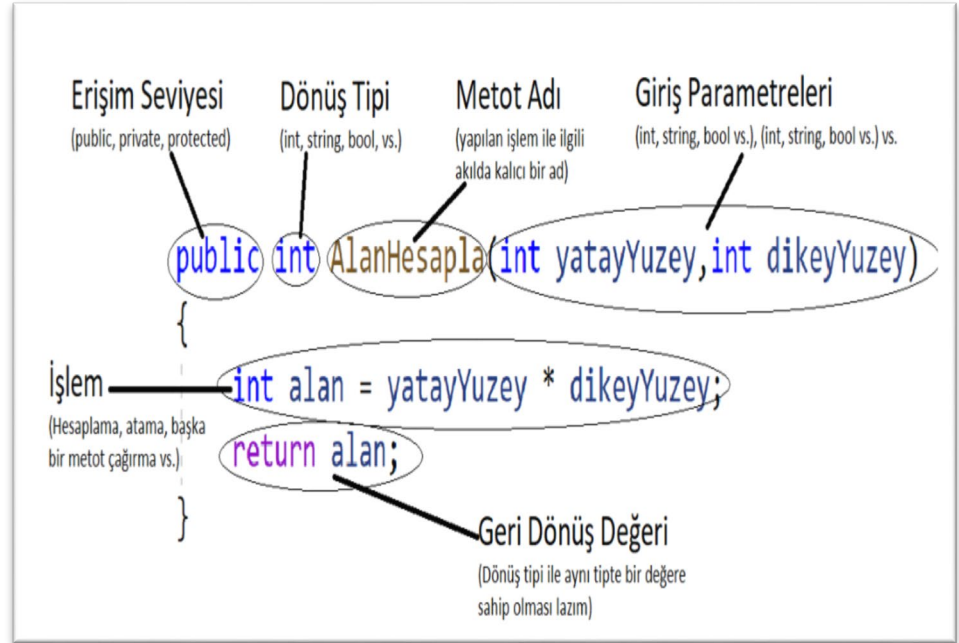 Erişim Seviyesi
(public, private, protected)
Dönüş Tipi
(int, string, bool, vs.)
Metot Adı
(yapılan işlem ile ilgili
akılda kalıcı bir ad)
Giriş Parametreleri
(int, string, bool vs.), (int, string, bool vs.) vs.
public int AlanHesapla(int yatayYuzey,int dikeyYuzey)
{
İşlem
(Hesaplama, atama, başka
bir metot çağırma vs.)
int alan = yatayYuzey * dikeyYuzey;
return alan;
}
Geri Dönüş Değeri
(Dönüş tipi ile aynı tipte bir değere
sahip olması lazım)